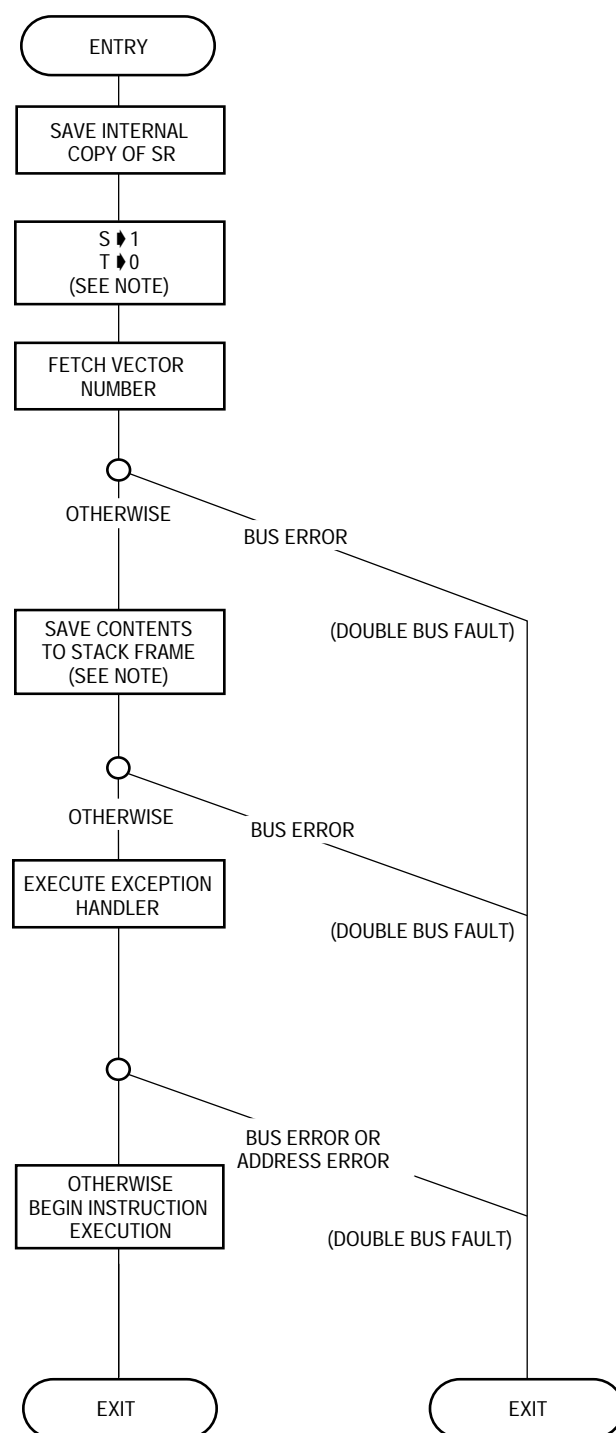 ENTRY
SAVE INTERNAL
COPY OF SR
S ➧ 1
T ➧ 0
(SEE NOTE)
FETCH VECTOR
NUMBER
OTHERWISE
BUS ERROR
SAVE CONTENTS
TO STACK FRAME
(SEE NOTE)
(DOUBLE BUS FAULT)
OTHERWISE
BUS ERROR
EXECUTE EXCEPTION
HANDLER
(DOUBLE BUS FAULT)
BUS ERROR OR
ADDRESS ERROR
OTHERWISE
BEGIN INSTRUCTION
EXECUTION
(DOUBLE BUS FAULT)
EXIT
EXIT